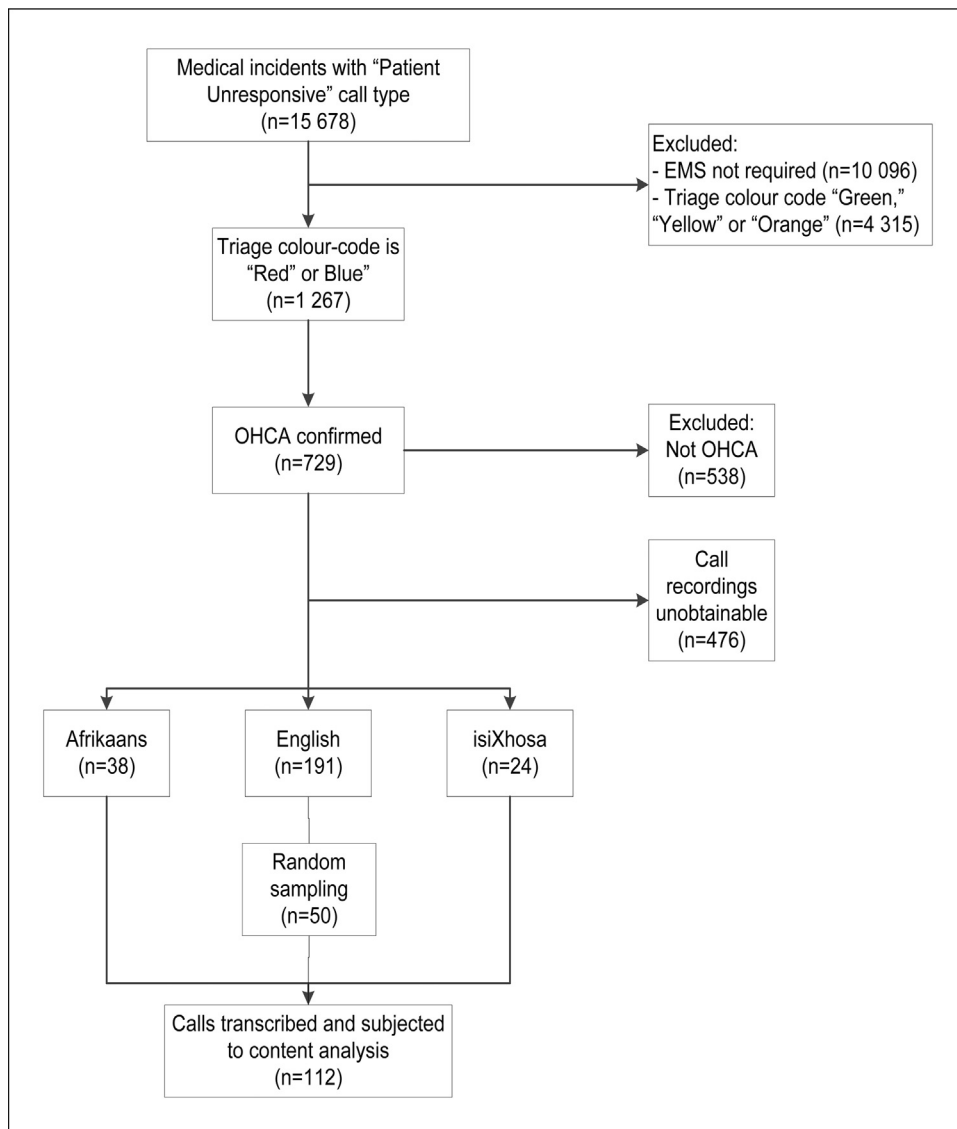 Medical incidents with “Patient
Unresponsive” call type
(n=15 678)
Excluded:
- EMS not required (n=10 096)
- Triage colour code “Green,”
“Yellow” or “Orange” (n=4 315)
Triage colour-code is
“Red” or Blue”
(n=1 267)
OHCA confirmed
(n=729)
Excluded:
Not OHCA
(n=538)
Call
recordings
unobtainable
(n=476)
Afrikaans
(n=38)
English
(n=191)
isiXhosa
(n=24)
Random
sampling
(n=50)
Calls transcribed and subjected
to content analysis
(n=112)